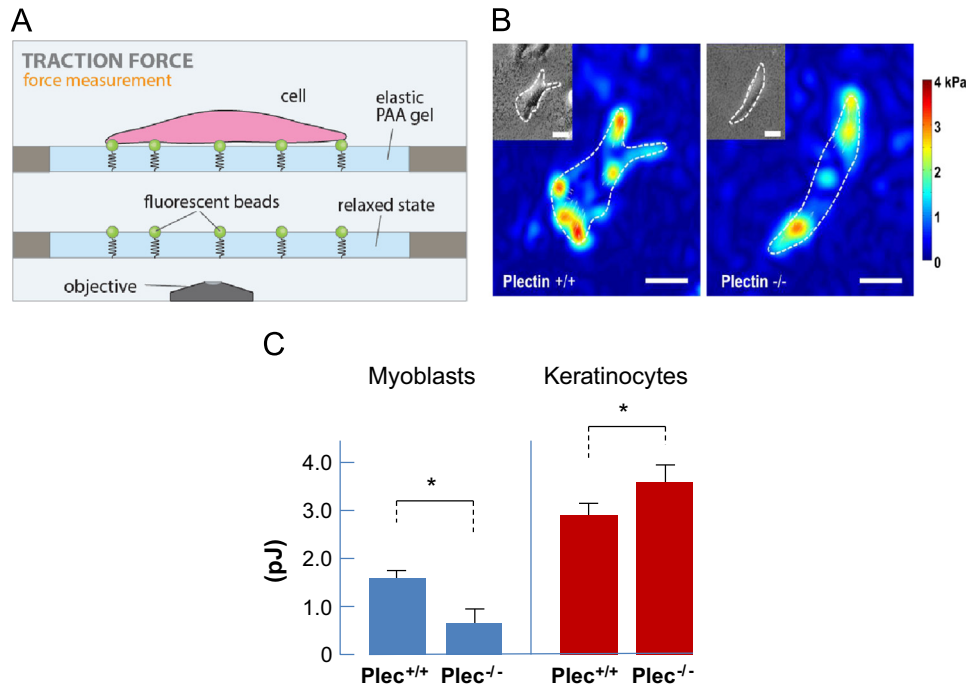 A
TRACTION FORCE
force measurement
cell
elastic
PAA gel
fluorescent beads
relaxed state
objective
B
Plectin +/+
Plectin -/-
4 kPa
3
2
1
0
C
Myoblasts
Keratinocytes
*
*
4.0
3.0
2.0
1.0
0
(pJ)
Plec+/+
Plec-/-
Plec+/+
Plec-/-